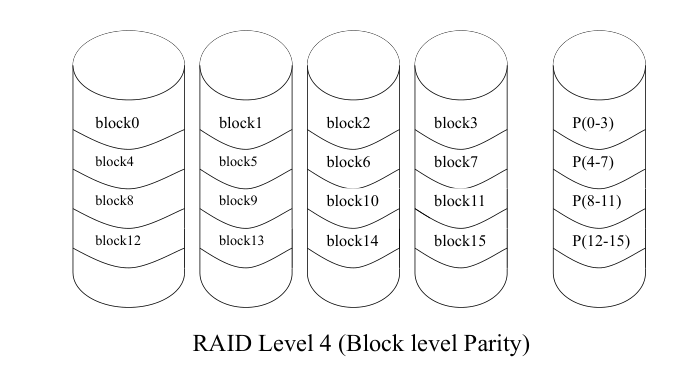 block0 block1 block2 block3 P(0-3)
block4 block5 block6 block7 P(4-7)
block8 block9 block10 block11 P(8-11)
block12 block13 block14 block15 P(12-15)
RAID Level 4 (Block level Parity)